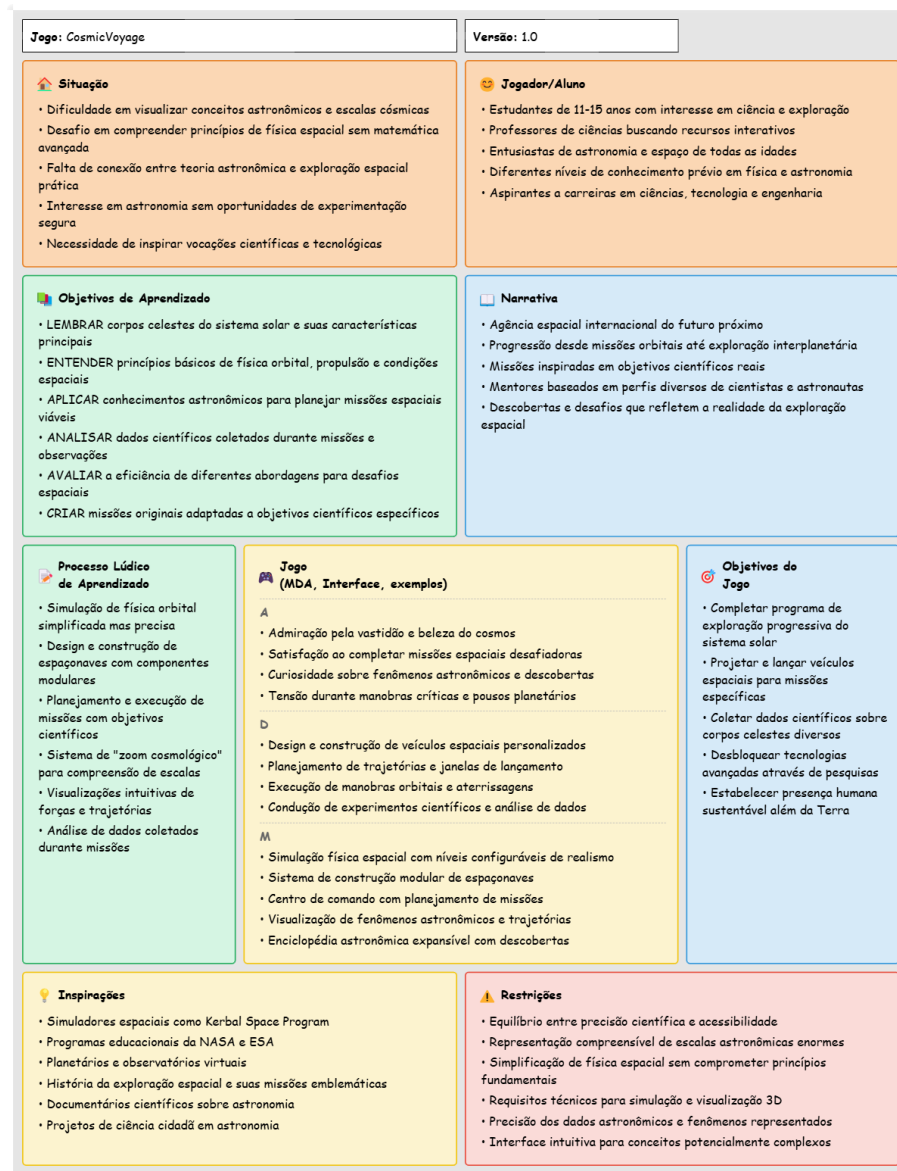 Jogo: CosmicVoyage
Versão: 1.0
Situação
• Dificuldade em visualizar conceitos astronômicos e escalas cósmicas
• Desafio em compreender princípios de física espacial sem matemática
avançada
• Falta de conexão entre teoria astronômica e exploração espacial
prática
• Interesse em astronomia sem oportunidades de experimentação
segura
• Necessidade de inspirar vocações científicas e tecnológicas
Jogador/Aluno
• Estudantes de 11-15 anos com interesse em ciência e exploração
• Professores de ciências buscando recursos interativos
• Entusiastas de astronomia e espaço de todas as idades
• Diferentes níveis de conhecimento prévio em física e astronomia
• Aspirantes a carreiras em ciências, tecnologia e engenharia
Objetivos de Aprendizado
• LEMBRAR corpos celestes do sistema solar e suas características
principais
• ENTENDER princípios básicos de física orbital, propulsão e condições
espaciais
• APLICAR conhecimentos astronômicos para planejar missões espaciais
viáveis
• ANALISAR dados científicos coletados durante missões e
observações
• AVALIAR a eficiência de diferentes abordagens para desafios
espaciais
• CRIAR missões originais adaptadas a objetivos científicos específicos
Narrativa
• Agência espacial internacional do futuro próximo
• Progressão desde missões orbitais até exploração interplanetária
• Missões inspiradas em objetivos científicos reais
• Mentores baseados em perfis diversos de cientistas e astronautas
• Descobertas e desafios que refletem a realidade da exploração
espacial
Processo Lúdico
de Aprendizado
• Simulação de física orbital
simplificada mas precisa
• Design e construção de
espaçonaves com componentes
modulares
• Planejamento e execução de
missões com objetivos
científicos
• Sistema de "zoom cosmológico"
para compreensão de escalas
• Visualizações intuitivas de
forças e trajetórias
• Análise de dados coletados
durante missões
Jogo
(MDA, Interface, exemplos)
A
• Admiração pela vastidão e beleza do cosmos
• Satisfação ao completar missões espaciais desafiadoras
• Curiosidade sobre fenômenos astronômicos e descobertas
• Tensão durante manobras críticas e pousos planetários
D
• Design e construção de veículos espaciais personalizados
• Planejamento de trajetórias e janelas de lançamento
• Execução de manobras orbitais e aterrissagens
• Condução de experimentos científicos e análise de dados
M
• Simulação física espacial com níveis configuráveis de realismo
• Sistema de construção modular de espaçonaves
• Centro de comando com planejamento de missões
• Visualização de fenômenos astronômicos e trajetórias
• Enciclopédia astronômica expansível com descobertas
Objetivos do
Jogo
• Completar programa de
exploração progressiva do
sistema solar
• Projetar e lançar veículos
espaciais para missões
específicas
• Coletar dados científicos sobre
corpos celestes diversos
• Desbloquear tecnologias
avançadas através de pesquisas
• Estabelecer presença humana
sustentável além da Terra
Inspirações
• Simuladores espaciais como Kerbal Space Program
• Programas educacionais da NASA e ESA
• Planetários e observatórios virtuais
• História da exploração espacial e suas missões emblemáticas
• Documentários científicos sobre astronomia
• Projetos de ciência cidadã em astronomia
Restrições
• Equilíbrio entre precisão científica e acessibilidade
• Representação compreensível de escalas astronômicas enormes
• Simplificação de física espacial sem comprometer princípios
fundamentais
• Requisitos técnicos para simulação e visualização 3D
• Precisão dos dados astronômicos e fenômenos representados
• Interface intuitiva para conceitos potencialmente complexos